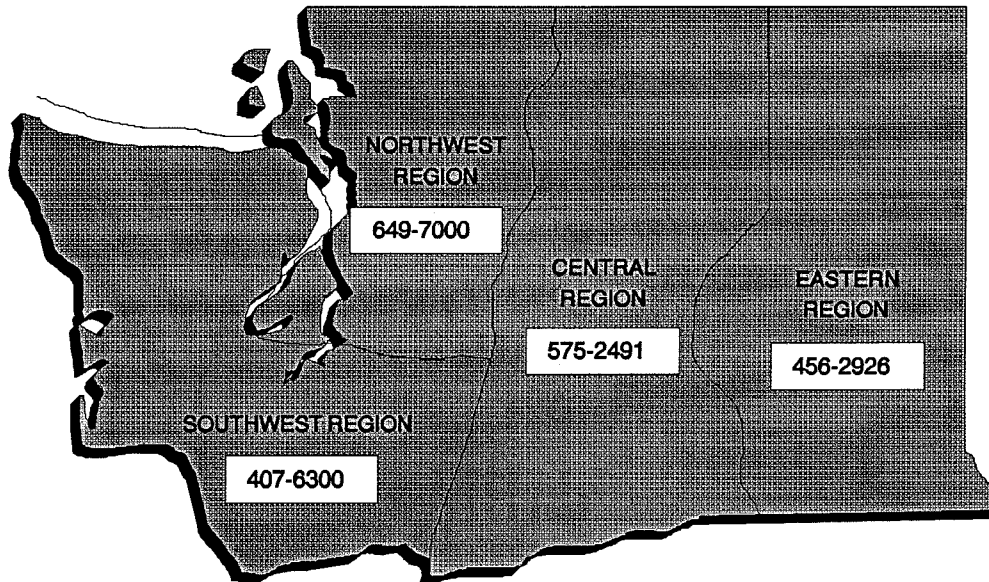 NORTHWEST
REGION
649-7000
CENTRAL
REGION
575-2491
EASTERN
REGION
456-2926
SOUTHWEST REGION
407-6300